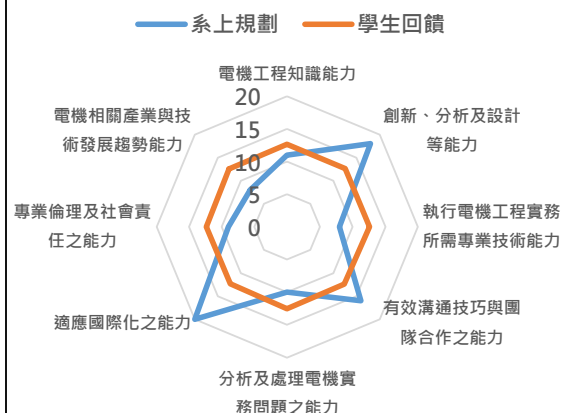 系上規劃 學生回饋
電機工程知識能力
創新、分析及設計
等能力
執行電機工程實務
所需專業技術能力
有效溝通技巧與團
隊合作之能力
分析及處理電機實
務問題之能力
適應國際化之能力
專業倫理及社會責
任之能力
電機相關產業與技
術發展趨勢能力
20
15
10
5
0